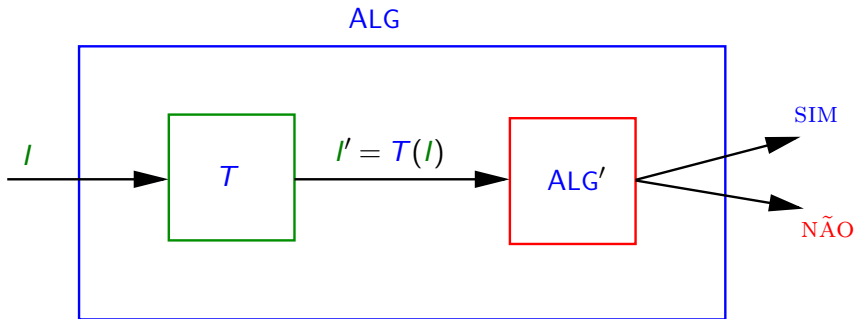 ALG
SIM
I
I′ = T(I)
T
ALG′
NÃO